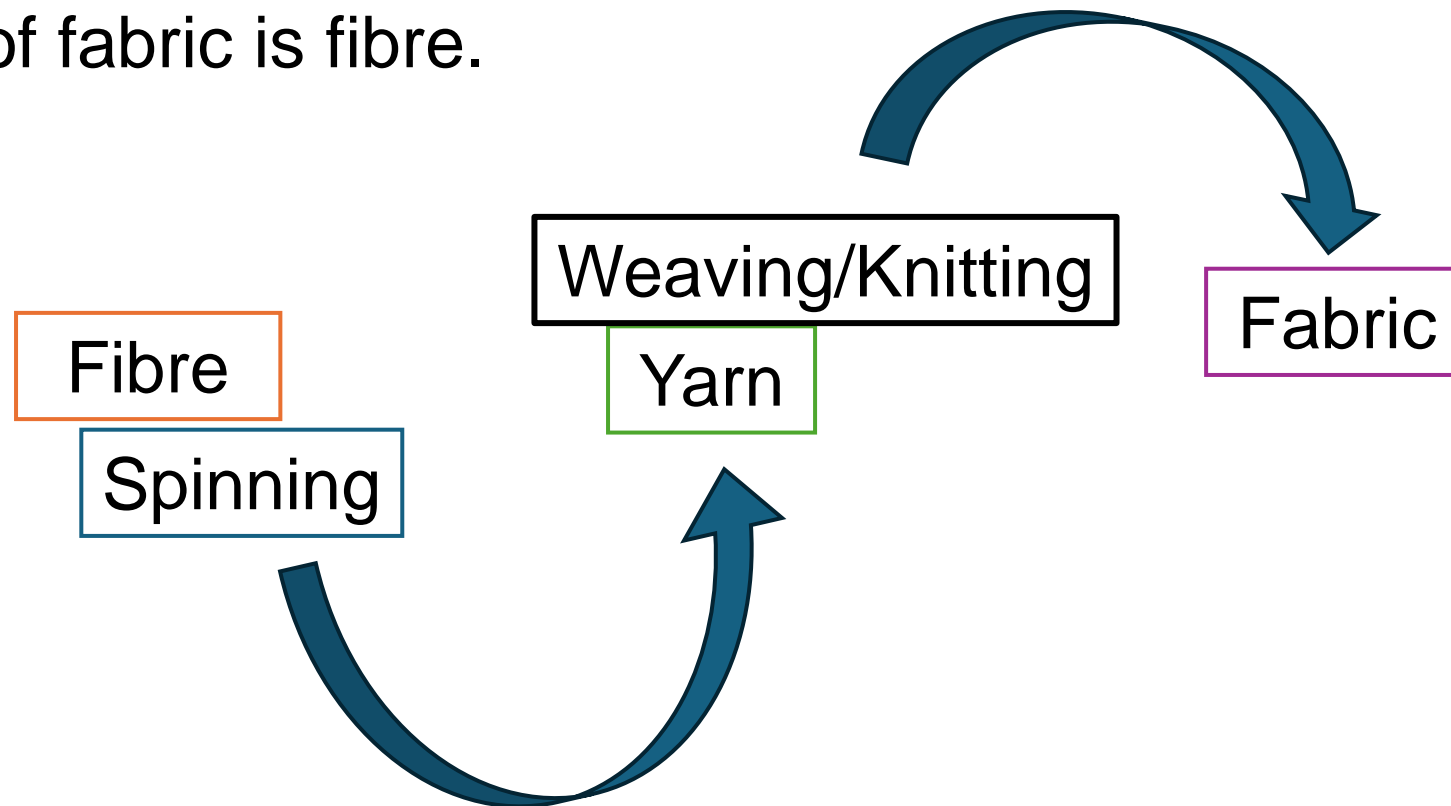 of fabric is fibre.
Weaving/Knitting
Fabric
Fibre
Yarn
Spinning